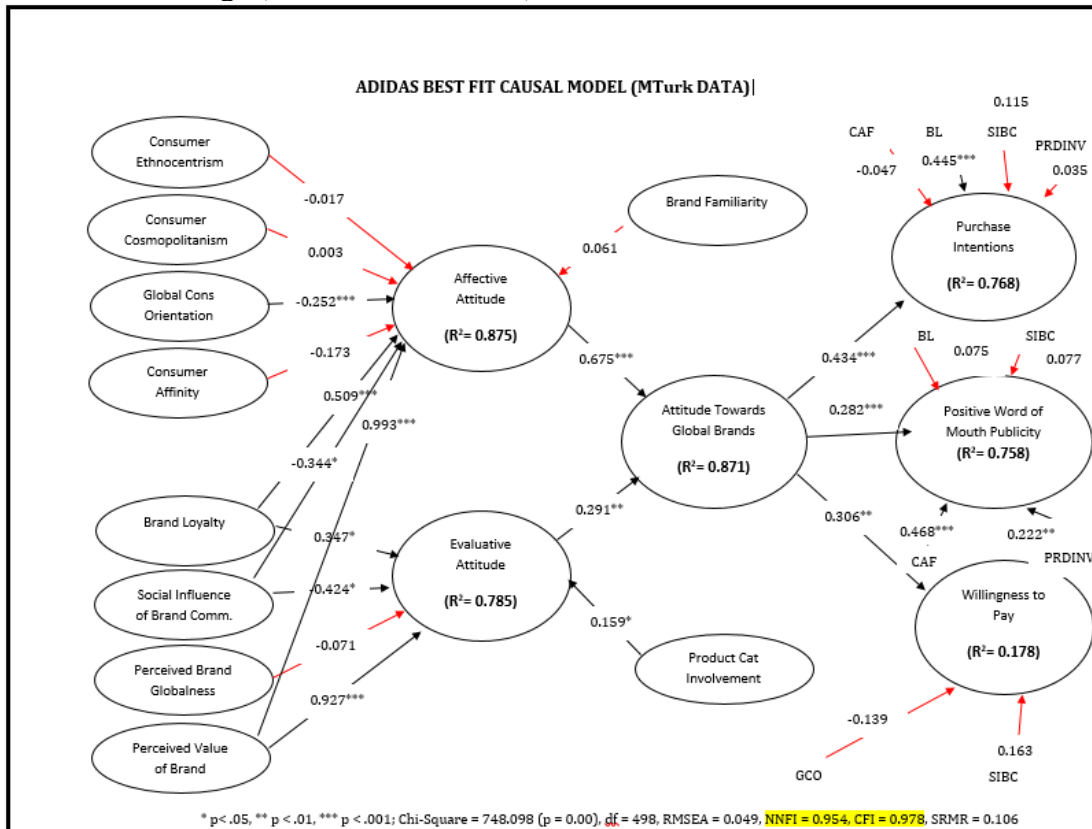 ADIDAS BEST FIT CAUSAL MODEL (MTurk DATA)
Consumer
Ethnocentrism
Consumer
Cosmopolitanism
Global Cons
Orientation
Consumer
Affinity
-0.017
0.003
-0.252***
-0.173
0.509***
0.993***
-0.344*
Brand Loyalty
Social Influence
of Brand Comm.
Perceived Brand
Globalness
Perceived Value
of Brand
0.347*
-0.424*
-0.071
0.927***
Affective
Attitude
(R²= 0.875)
Evaluative
Attitude
(R²= 0.785)
Brand Familiarity
0.061
0.675***
0.291**
0.159*
Product Cat
Involvement
Attitude Towards
Global Brands
(R²= 0.871)
0.434***
0.282***
0.306**
0.115
CAF
BL
SIBC
PRDINV
-0.047
0.445***
0.035
Purchase
Intentions
(R²= 0.768)
BL
0.075
SIBC
0.077
Positive Word of
Mouth Publicity
(R²= 0.758)
0.468***
0.222**
CAF
PRDINV
Willingness to
Pay
(R²= 0.178)
-0.139
0.163
GCO
SIBC
* p<.05, ** p <.01, *** p <.001; Chi-Square = 748.098 (p = 0.00), df = 498, RMSEA = 0.049, NNFI = 0.954, CFI = 0.978, SRMR = 0.106